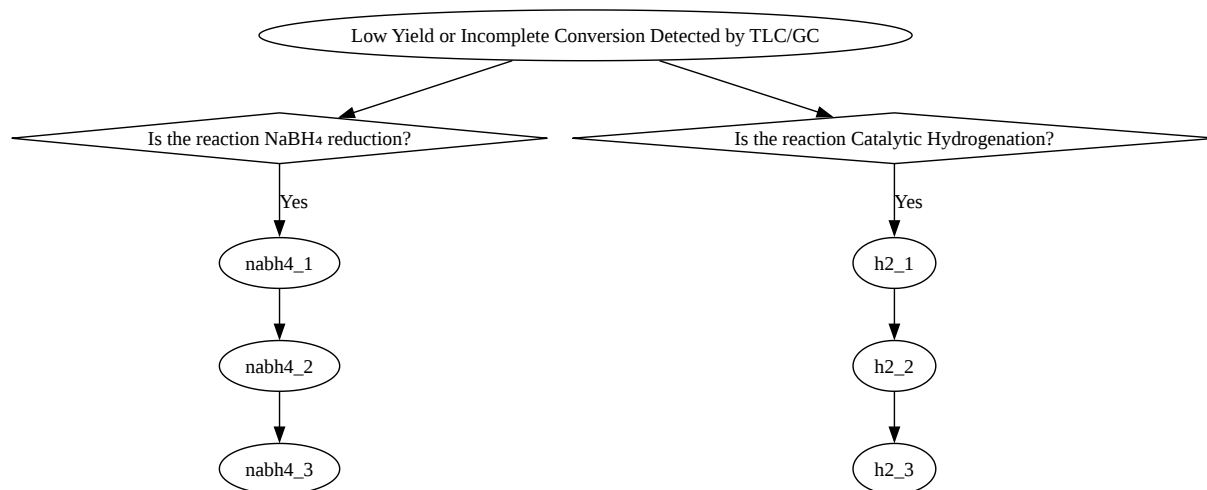 Low Yield or Incomplete Conversion Detected by TLC/GC
Is the reaction NaBH₄ reduction?
Is the reaction Catalytic Hydrogenation?
Yes
Yes
nabh4_1
h2_1
nabh4_2
h2_2
nabh4_3
h2_3